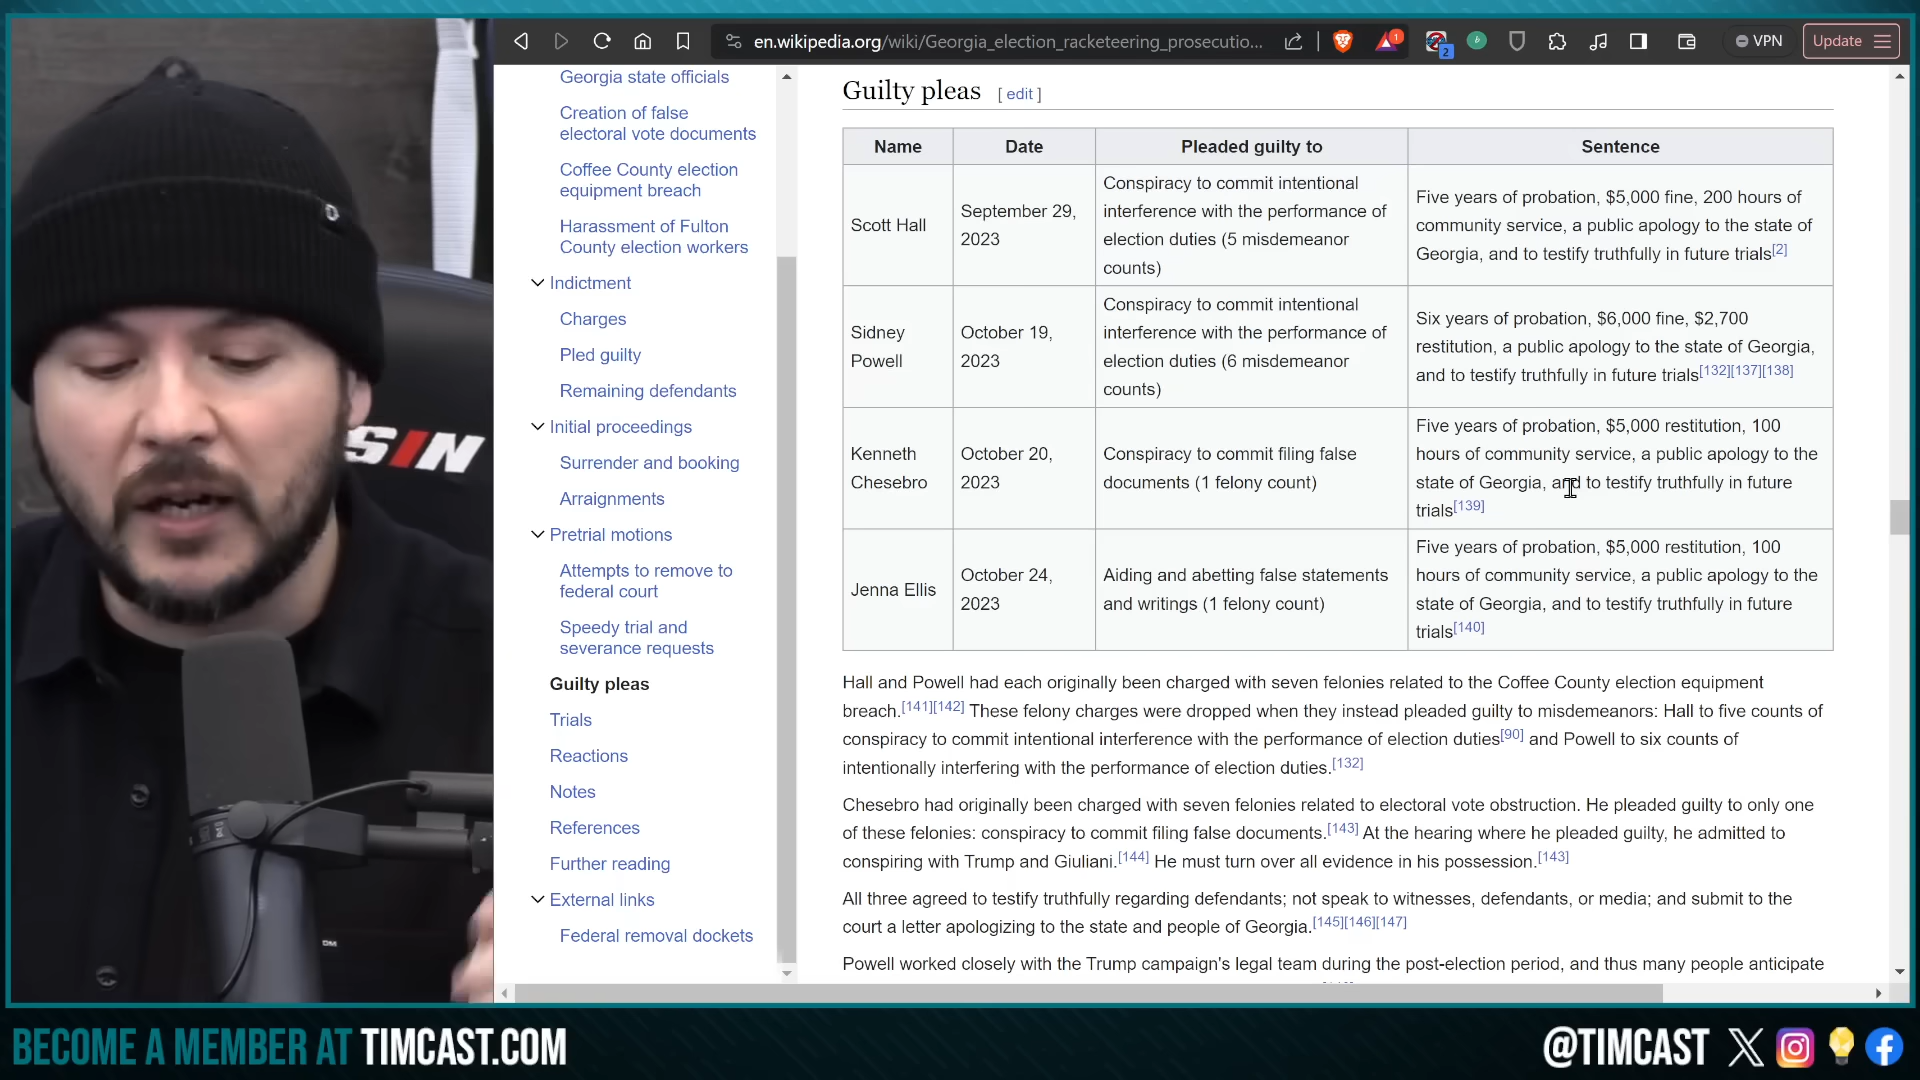 en.wikipedia.org/wiki/Georgia_election_racketeering_prosecutio...
1
2
VPN
Update
Georgia state officials
Creation of false
electoral vote documents
Coffee County election
equipment breach
Harassment of Fulton
County election workers
Indictment
Charges
Pled guilty
Remaining defendants
Initial proceedings
Surrender and booking
Arraignments
Pretrial motions
Attempts to remove to
federal court
Speedy trial and
severance requests
Guilty pleas
Trials
Reactions
Notes
References
Further reading
External links
Federal removal dockets
Guilty pleas [ edit ]
Name Date Pleaded guilty to Sentence
Scott Hall
September 29,
2023
Conspiracy to commit intentional
interference with the performance of
election duties (5 misdemeanor
counts)
Five years of probation, $5,000 fine, 200 hours of
community service, a public apology to the state of
Georgia, and to testify truthfully in future trials[2]
Sidney
Powell
October 19,
2023
Conspiracy to commit intentional
interference with the performance of
election duties (6 misdemeanor
counts)
Six years of probation, $6,000 fine, $2,700
restitution, a public apology to the state of Georgia,
and to testify truthfully in future trials[132][137][138]
Kenneth
Chesebro
October 20,
2023
Conspiracy to commit filing false
documents (1 felony count)
Five years of probation, $5,000 restitution, 100
hours of community service, a public apology to the
state of Georgia, and to testify truthfully in future
trials[139]
Jenna Ellis
October 24,
2023
Aiding and abetting false statements
and writings (1 felony count)
Five years of probation, $5,000 restitution, 100
hours of community service, a public apology to the
state of Georgia, and to testify truthfully in future
trials[140]
Hall and Powell had each originally been charged with seven felonies related to the Coffee County election equipment
breach.[141][142] These felony charges were dropped when they instead pleaded guilty to misdemeanors: Hall to five counts of
conspiracy to commit intentional interference with the performance of election duties[90] and Powell to six counts of
intentionally interfering with the performance of election duties.[132]
Chesebro had originally been charged with seven felonies related to electoral vote obstruction. He pleaded guilty to only one
of these felonies: conspiracy to commit filing false documents.[143] At the hearing where he pleaded guilty, he admitted to
conspiring with Trump and Giuliani.[144] He must turn over all evidence in his possession.[143]
All three agreed to testify truthfully regarding defendants; not speak to witnesses, defendants, or media; and submit to the
court a letter apologizing to the state and people of Georgia.[145][146][147]
Powell worked closely with the Trump campaign's legal team during the post-election period, and thus many people anticipate
BECOME A MEMBER AT TIMCAST.COM
@TIMCAST